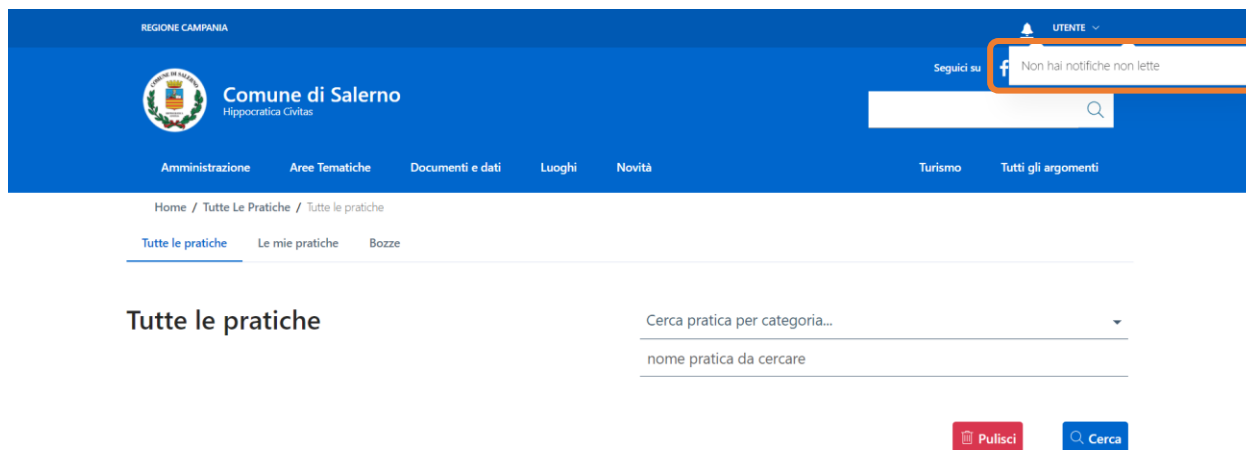 REGIONE CAMPANIA
UTENTE
Seguici su
Non hai notifiche non lette
Comune di Salerno
Hippocratica Civitas
Amministrazione Aree Tematiche Documenti e dati Luoghi Novità Turismo Tutti gli argomenti
Home / Tutte Le Pratiche / Tutte le pratiche
Tutte le pratiche Le mie pratiche Bozze
Tutte le pratiche
Cerca pratica per categoria...
nome pratica da cercare
Pulisci Cerca